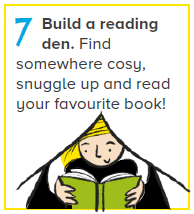 7 Build a reading
den. Find
somewhere cosy,
snuggle up and read
your favourite book!